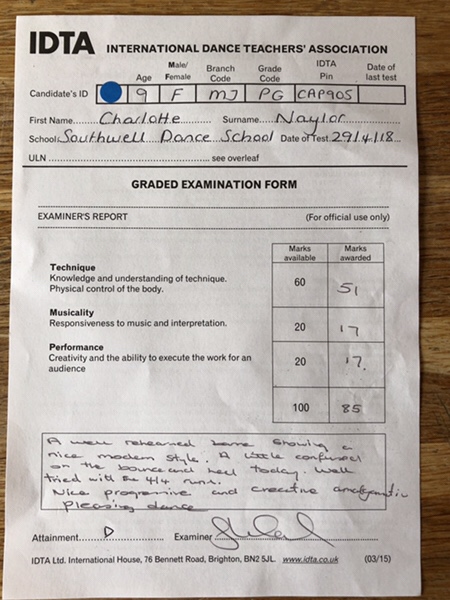 IDTA INTERNATIONAL DANCE TEACHERS' ASSOCIATION
Age Male/ Female Branch Code Grade Code IDTA Pin Date of last test
Candidate's ID 9 F MJ PG CAP905
First Name Charlotte Surname Naylor
School Southwell Dance School Date of Test 29/4/18
ULN see overleaf
GRADED EXAMINATION FORM
EXAMINER'S REPORT (For official use only)
Marks available Marks awarded
Technique
Knowledge and understanding of technique.
Physical control of the body.
60 51
Musicality
Responsiveness to music and interpretation.
20 17
Performance
Creativity and the ability to execute the work for an
audience
20 17.
100 85
A well rehearsed showing a
nice modern style. A little confused
on the bounce and heel today. Well
tried with the 4/4 runs.
Nice progressive and creative
Pleasing dance
Attainment D Examiner
IDTA Ltd. International House, 76 Bennett Road, Brighton, BN2 5JL. www.idta.co.uk (03/15)